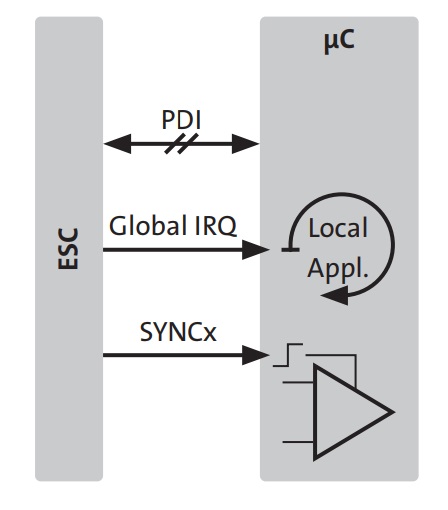 µC
PDI
ESC
Global IRQ
Local
Appl.
SYNCx